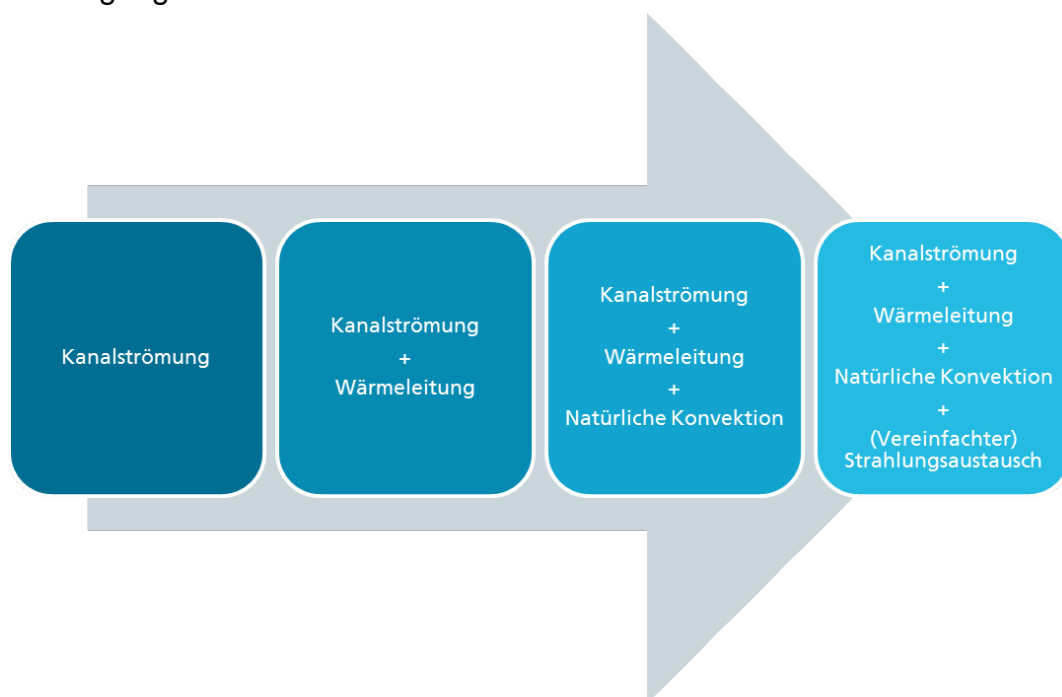 Kanalströmung
Kanalströmung
+
Wärmeleitung
Kanalströmung
+
Wärmeleitung
+
Natürliche Konvektion
Kanalströmung
+
Wärmeleitung
+
Natürliche Konvektion
+
(Vereinfachter)
Strahlungsaustausch